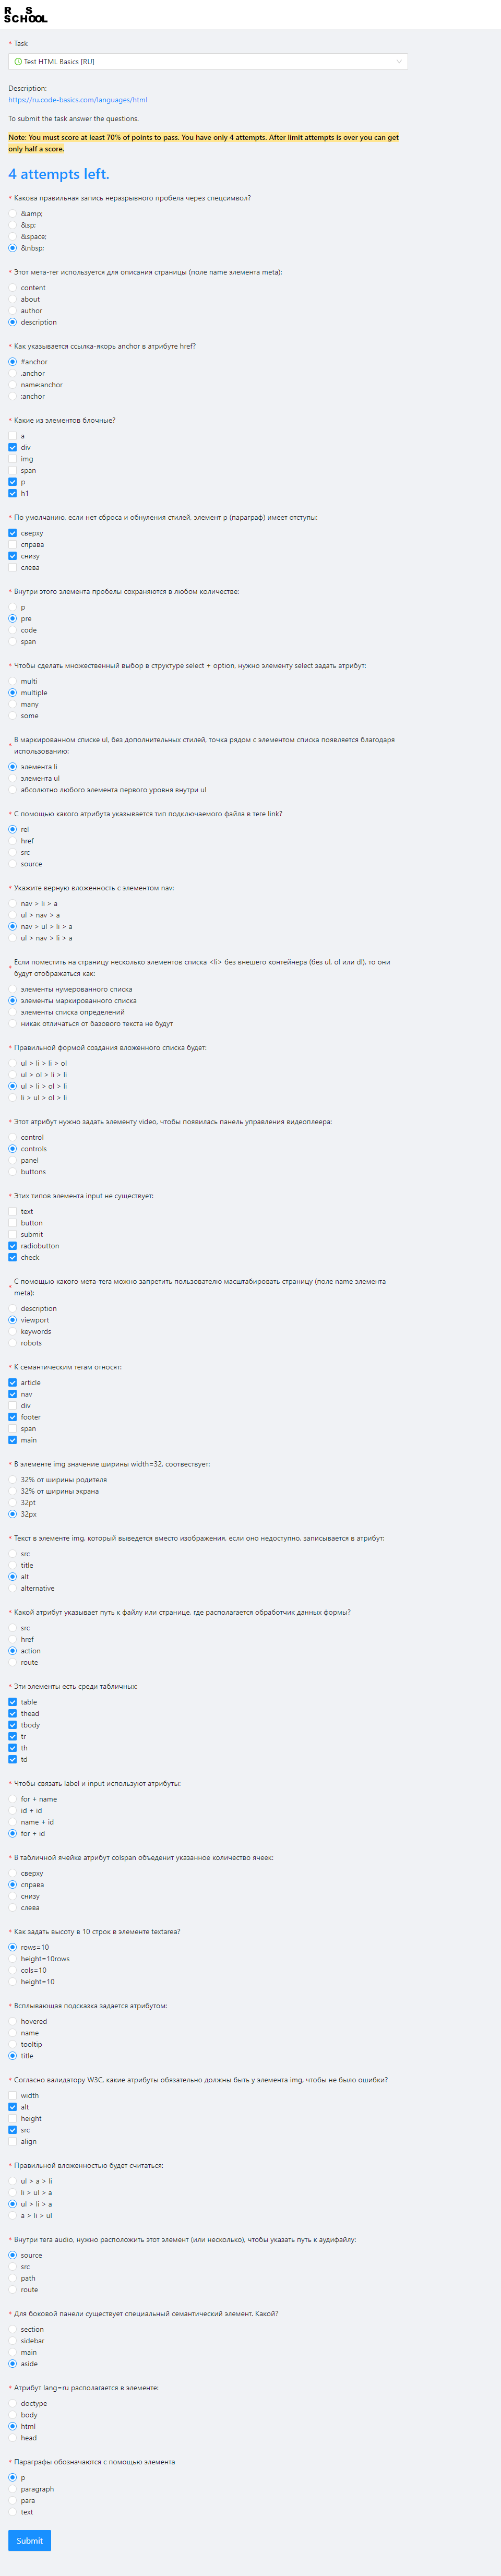 R S
SCHOOL
* Task
Test HTML Basics [RU]
Description:
https://ru.code-basics.com/languages/html
To submit the task answer the questions.
Note: You must score at least 70% of points to pass. You have only 4 attempts. After limit attempts is over you can get
only half a score.
4 attempts left.
* Какова правильная запись неразрывного пробела через спецсимвол?
&amp;
&sp;
&space;
&nbsp;
* Этот мета-тег используется для описания страницы (поле name элемента meta):
content
about
author
description
* Как указывается ссылка-якорь anchor в атрибуте href?
#anchor
.anchor
name:anchor
:anchor
* Какие из элементов блочные?
a
div
img
span
p
h1
* По умолчанию, если нет сброса и обнуления стилей, элемент p (параграф) имеет отступы:
сверху
справа
снизу
слева
* Внутри этого элемента пробелы сохраняются в любом количестве:
p
pre
code
span
* Чтобы сделать множественный выбор в структуре select + option, нужно элементу select задать атрибут:
multi
multiple
many
some
* В маркированном списке ul, без дополнительных стилей, точка рядом с элементом списка появляется благодаря
использованию:
элемента li
элемента ul
абсолютно любого элемента первого уровня внутри ul
* С помощью какого атрибута указывается тип подключаемого файла в теге link?
rel
href
src
source
* Укажите верную вложенность с элементом nav:
nav > li > a
ul > nav > a
nav > ul > li > a
ul > nav > li > a
* Если поместить на страницу несколько элементов списка <li> без внешего контейнера (без ul, ol или dl), то они
будут отображаться как:
элементы нумерованного списка
элементы маркированного списка
элементы списка определений
никак отличаться от базового текста не будут
* Правильной формой создания вложенного списка будет:
ul > li > li > ol
ul > ol > li > li
ul > li > ol > li
li > ul > ol > li
* Этот атрибут нужно задать элементу video, чтобы появилась панель управления видеоплеера:
control
controls
panel
buttons
* Этих типов элемента input не существует:
text
button
submit
radiobutton
check
* С помощью какого мета-тега можно запретить пользователю масштабировать страницу (поле name элемента
meta):
description
viewport
keywords
robots
* К семантическим тегам относят:
article
nav
div
footer
span
main
* В элементе img значение ширины width=32, соотвествует:
32% от ширины родителя
32% от ширины экрана
32pt
32px
* Текст в элементе img, который выведется вместо изображения, если оно недоступно, записывается в атрибут:
src
title
alt
alternative
* Какой атрибут указывает путь к файлу или странице, где располагается обработчик данных формы?
src
href
action
route
* Эти элементы есть среди табличных:
table
thead
tbody
tr
th
td
* Чтобы связать label и input используют атрибуты:
for + name
id + id
name + id
for + id
* В табличной ячейке атрибут colspan объеденит указанное количество ячеек:
сверху
справа
снизу
слева
* Как задать высоту в 10 строк в элементе textarea?
rows=10
height=10rows
cols=10
height=10
* Всплывающая подсказка задается атрибутом:
hovered
name
tooltip
title
* Согласно валидатору W3C, какие атрибуты обязательно должны быть у элемента img, чтобы не было ошибки?
width
alt
height
src
align
* Правильной вложенностью будет считаться:
ul > a > li
li > ul > a
ul > li > a
a > li > ul
* Внутри тега audio, нужно расположить этот элемент (или несколько), чтобы указать путь к аудифайлу:
source
src
path
route
* Для боковой панели существует специальный семантический элемент. Какой?
section
sidebar
main
aside
* Атрибут lang=ru располагается в элементе:
doctype
body
html
head
* Параграфы обозначаются с помощью элемента
p
paragraph
para
text
Submit